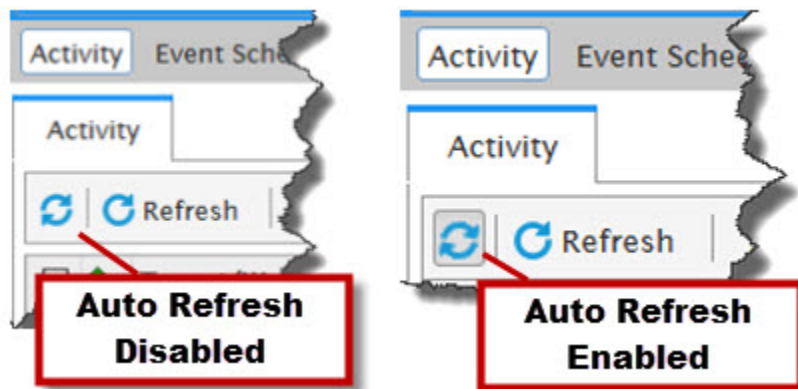 Activity Event Sche
Activity
Refresh
Auto Refresh
Disabled
Activity Event Sche
Activity
Refresh
Auto Refresh
Enabled